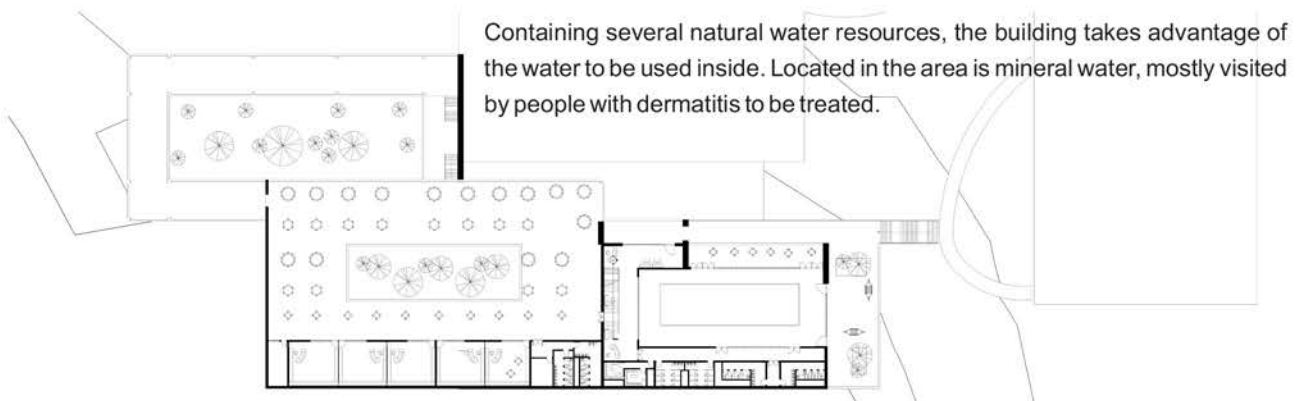 Containing several natural water resources, the building takes advantage of
the water to be used inside. Located in the area is mineral water, mostly visited
by people with dermatitis to be treated.